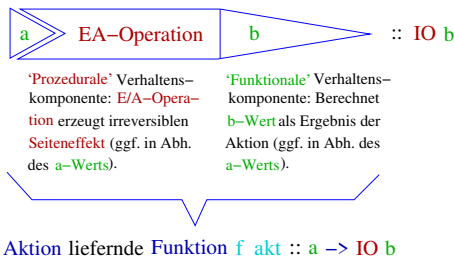 a EA–Operation b :: IO b
'Prozedurale' Verhaltens–
komponente: E/A–Opera–
tion erzeugt irreversiblen
Seiteneffekt (ggf. in Abh.
des a–Werts).
'Funktionale' Verhaltens–
komponente: Berechnet
b–Wert als Ergebnis der
Aktion (ggf. in Abh. des
a–Werts).
Aktion liefernde Funktion f akt :: a –> IO b